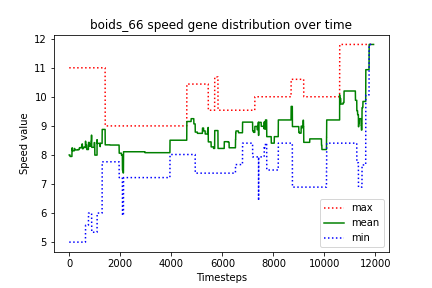 boids_66 speed gene distribution over time
Speed value
12
11
10
9
8
7
6
5
0
2000
4000
6000
8000
10000
12000
Timesteps
max
mean
min